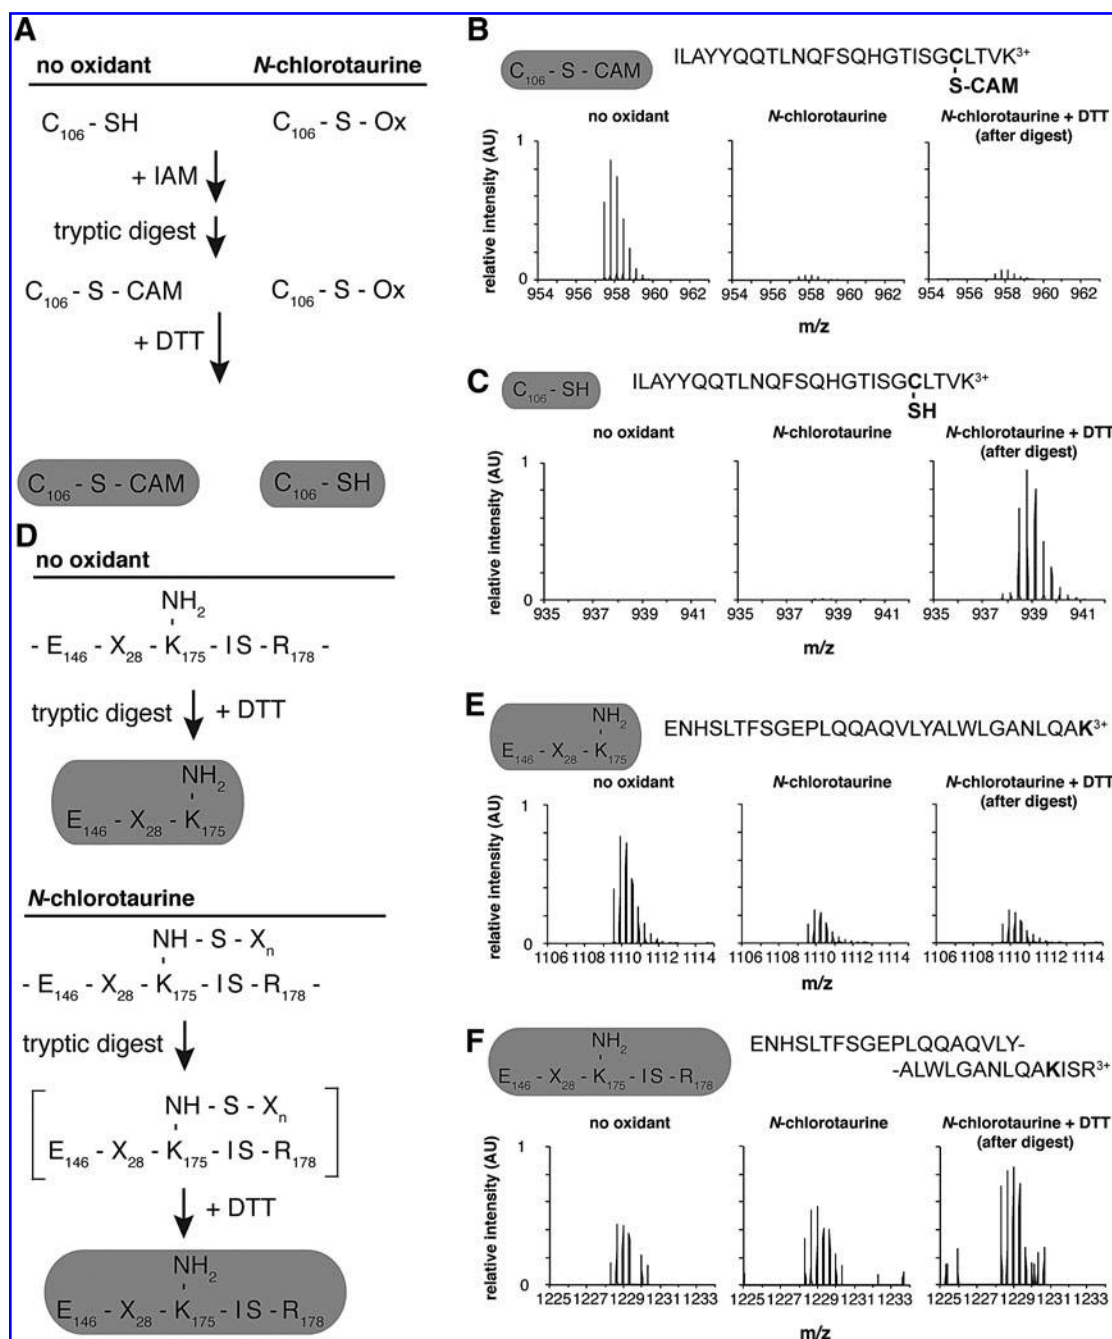 A
no oxidant N-chlorotaurine
C106 - SH C106 - S - Ox
+ IAM
tryptic digest
C106 - S - CAM C106 - S - Ox
+ DTT
C106 - S - CAM C106 - SH
B
C106 - S - CAM
ILAYYQQTLNQFSQHGTISGCLTVK3+
S-CAM
no oxidant N-chlorotaurine N-chlorotaurine + DTT
(after digest)
relative intensity (AU)
1
0
954 956 958 960 962 954 956 958 960 962 954 956 958 960 962
m/z
C
C106 - SH
ILAYYQQTLNQFSQHGTISGCLTVK3+
SH
no oxidant N-chlorotaurine N-chlorotaurine + DTT
(after digest)
relative intensity (AU)
1
0
935 937 939 941 935 937 939 941 935 937 939 941
m/z
D
no oxidant
NH2
- E146 - X28 - K175 - IS - R178 -
tryptic digest + DTT
NH2
E146 - X28 - K175
N-chlorotaurine
NH - S - Xn
- E146 - X28 - K175 - IS - R178 -
tryptic digest
NH - S - Xn
E146 - X28 - K175 - IS - R178
+ DTT
NH2
E146 - X28 - K175 - IS - R178
E
NH2
E146 - X28 - K175
ENHSLTFSGEPLQQAQVLYALWLGANLQAK3+
no oxidant N-chlorotaurine N-chlorotaurine + DTT
(after digest)
relative intensity (AU)
1
0
1106 1108 1110 1112 1114 1106 1108 1110 1112 1114 1106 1108 1110 1112 1114
m/z
F
NH2
E146 - X28 - K175 - IS - R178
ENHSLTFSGEPLQQAQVLY-
-ALWLGANLQAKISR3+
no oxidant N-chlorotaurine N-chlorotaurine + DTT
(after digest)
relative intensity (AU)
1
0
1225 1227 1229 1231 1233 1225 1227 1229 1231 1233 1225 1227 1229 1231 1233
m/z